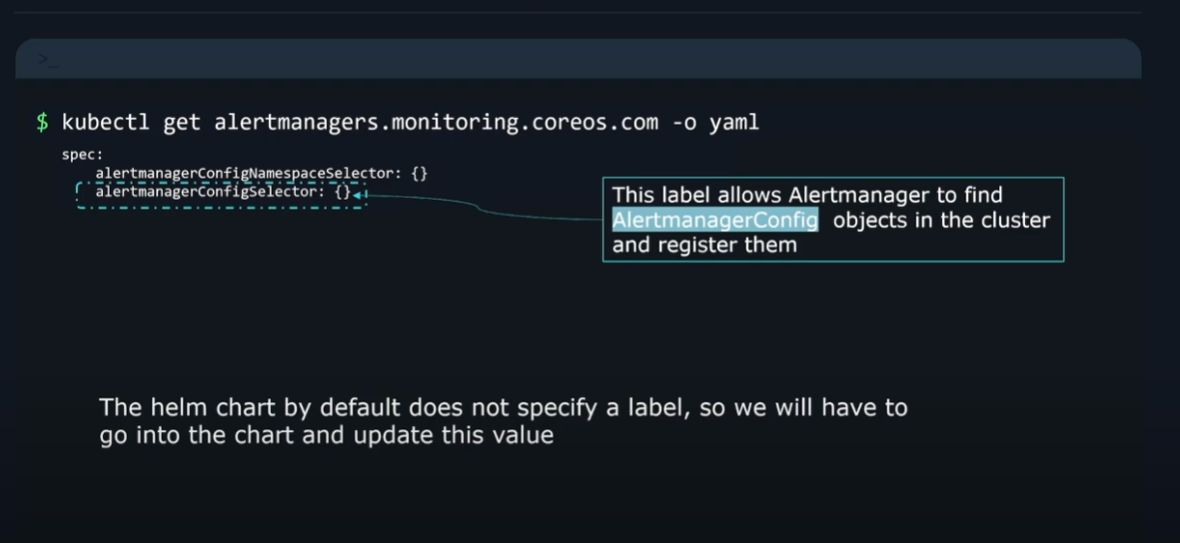 >_
$ kubectl get alertmanagers.monitoring.coreos.com -o yaml
spec:
alertmanagerConfigNamespaceSelector: {}
alertmanagerConfigSelector: {}
This label allows Alertmanager to find
AlertmanagerConfig objects in the cluster
and register them
The helm chart by default does not specify a label, so we will have to
go into the chart and update this value